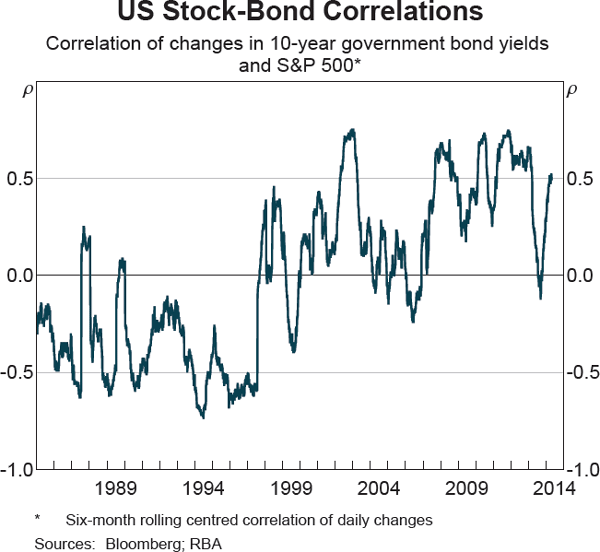 US Stock-Bond Correlations
Correlation of changes in 10-year government bond yields
and S&P 500*
ρ ρ
0.5 0.5
0.0 0.0
-0.5 -0.5
-1.0 -1.0
1989 1994 1999 2004 2009 2014
* Six-month rolling centred correlation of daily changes
Sources: Bloomberg; RBA